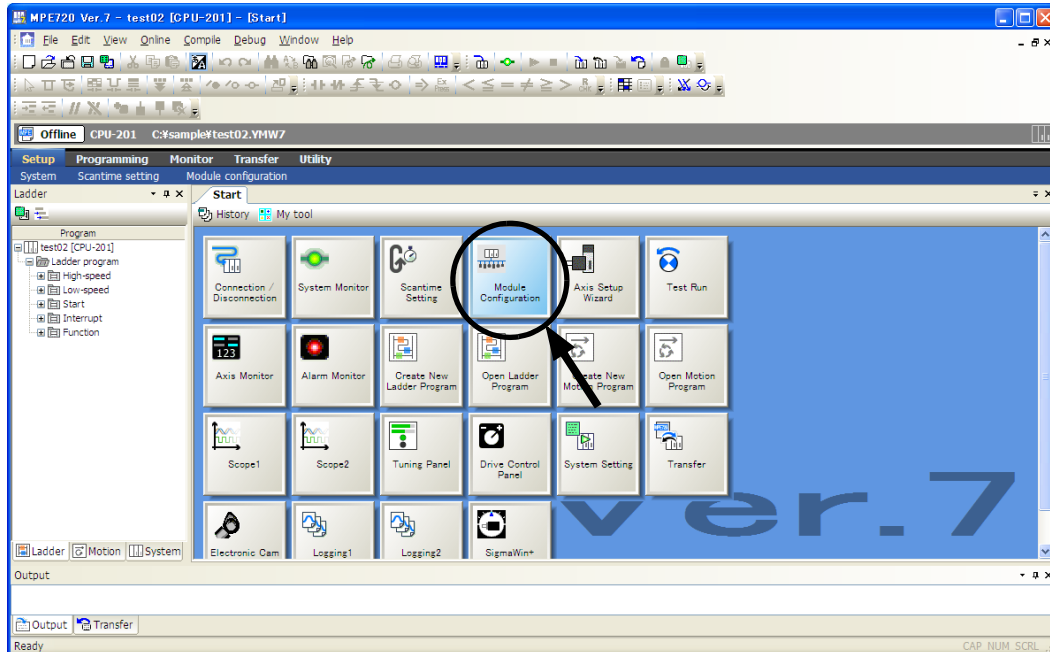 MPE720 Ver.7 - test02 [CPU-201] - [Start]
File Edit View Online Compile Debug Window Help
Offline CPU-201 C:¥sample¥test02.YMW7
Setup Programming Monitor Transfer Utility
System Scantime setting Module configuration
Ladder
Start
History My tool
Program
test02 [CPU-201]
Ladder program
High-speed
Low-speed
Start
Interrupt
Function
Connection / Disconnection
System Monitor
Scantime Setting
Module Configuration
Axis Setup Wizard
Test Run
123
Axis Monitor
Alarm Monitor
Create New Ladder Program
Open Ladder Program
Create New Motion Program
Open Motion Program
Scope1
Scope2
Tuning Panel
Drive Control Panel
System Setting
Transfer
Electronic Cam
Logging1
Logging2
SigmaWin+
ver.7
Ladder Motion System
Output
Output Transfer
Ready
CAP NUM SCRL